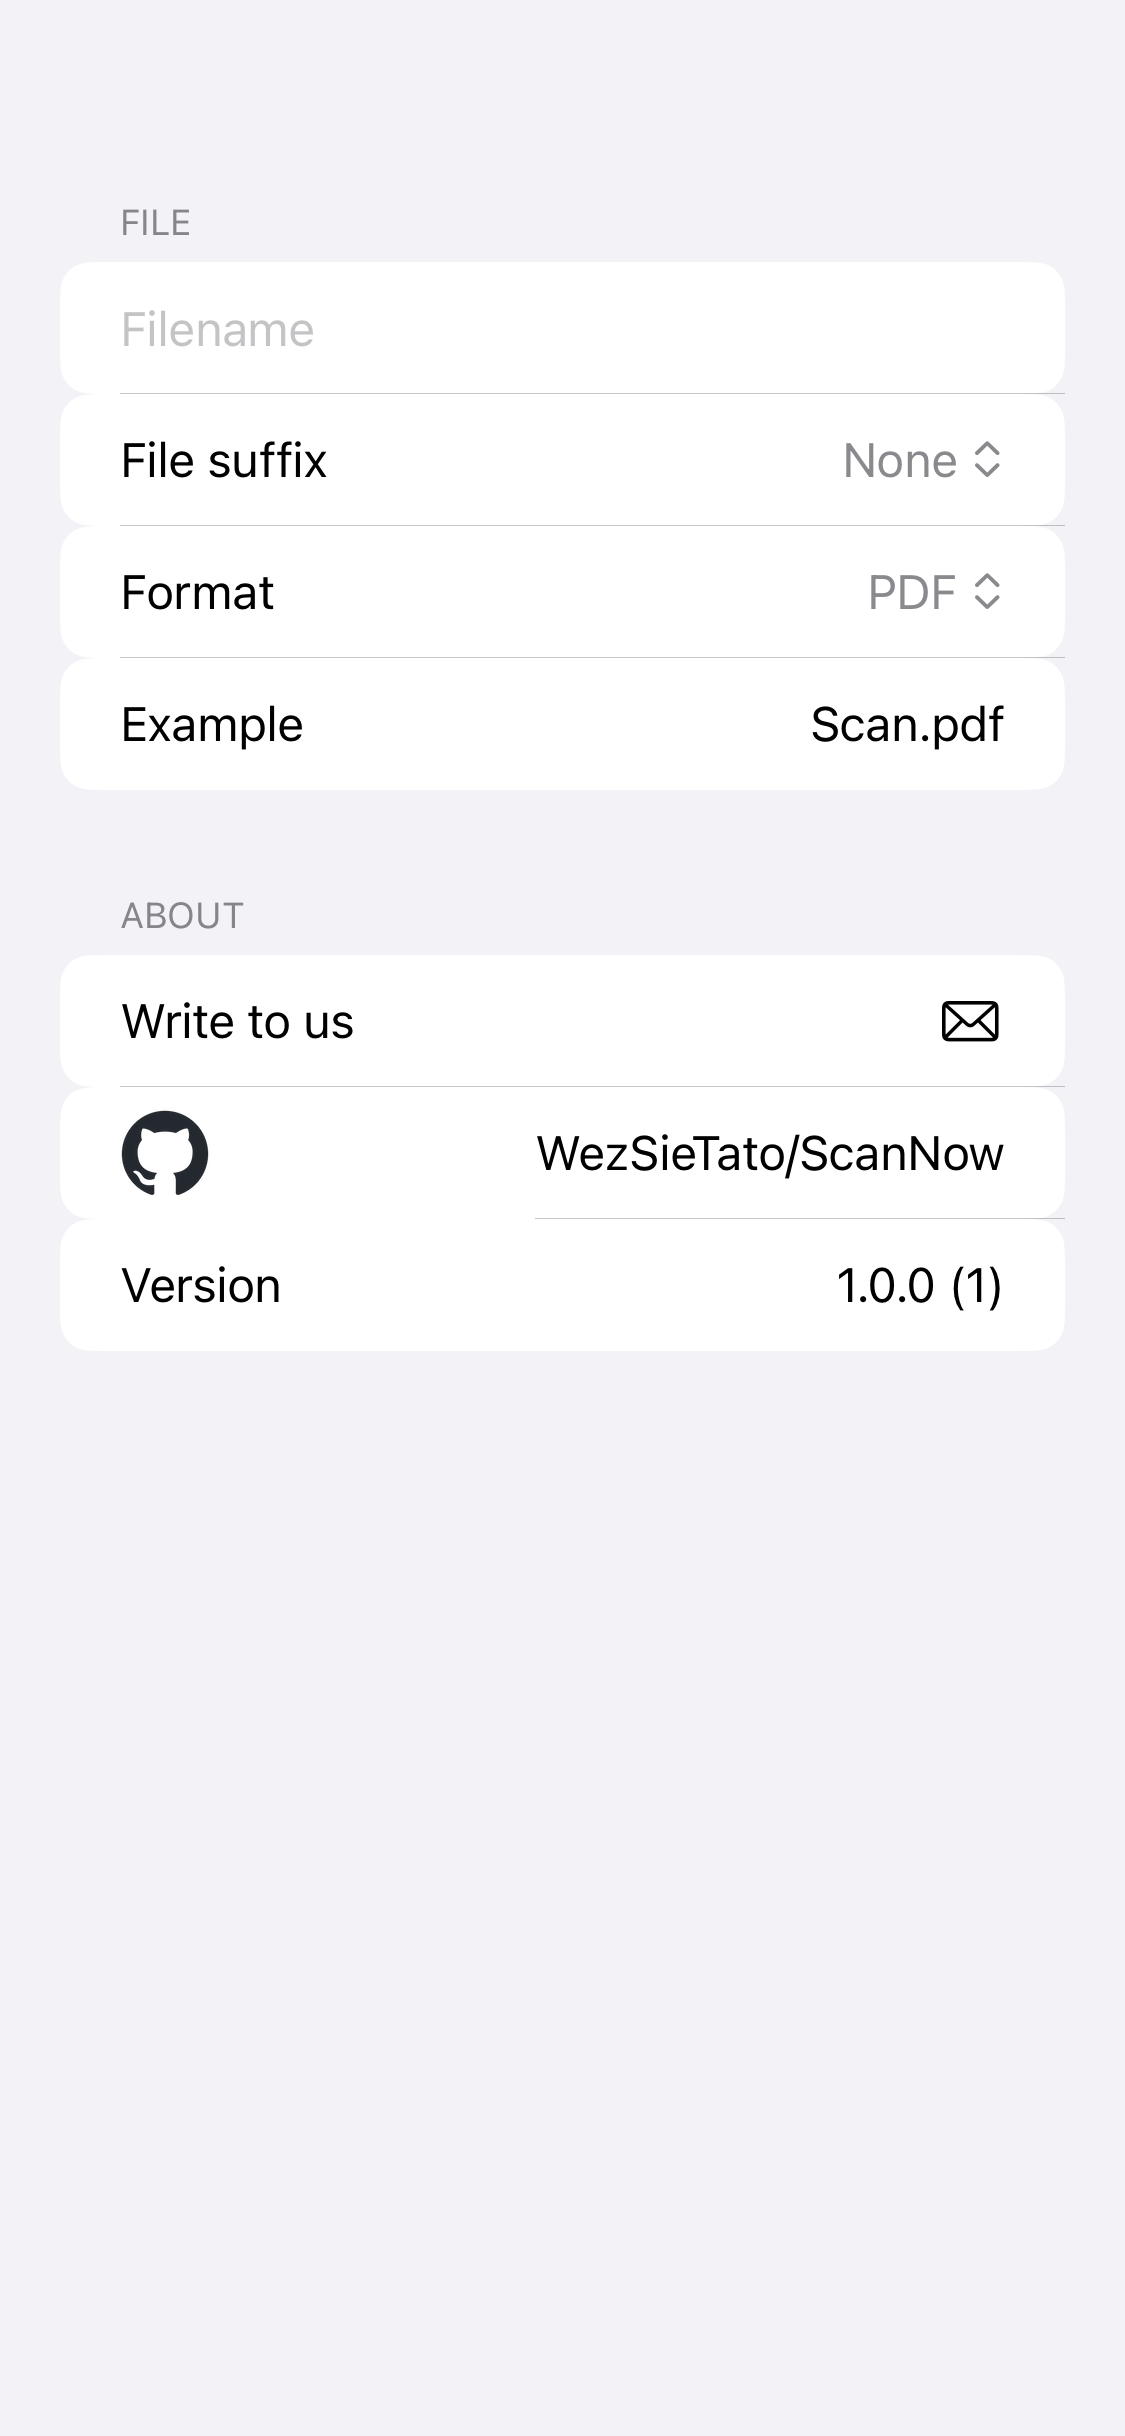 FILE
Filename
File suffix None
Format PDF
Example Scan.pdf
ABOUT
Write to us
WezSieTato/ScanNow
Version 1.0.0 (1)